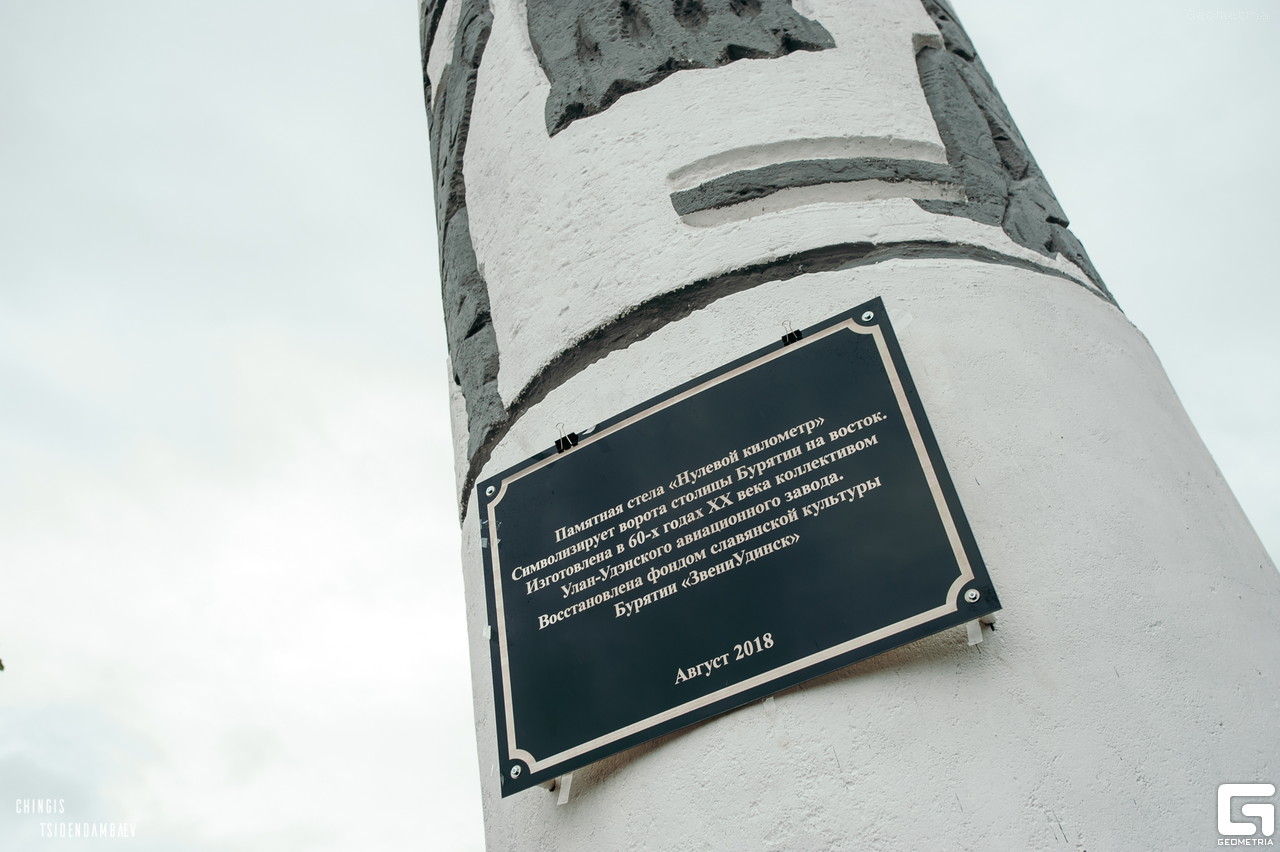 Памятная стела «Нулевой километр»
Символизирует ворота столицы Бурятии на восток.
Изготовлена в 60-х годах XX века коллективом
Улан-Удэнского авиационного завода.
Восстановлена фондом славянской культуры
Бурятии «ЗвениУдинск»
Август 2018
CHINGIS
TSIDENDAMBAEV
GEOMETRIA